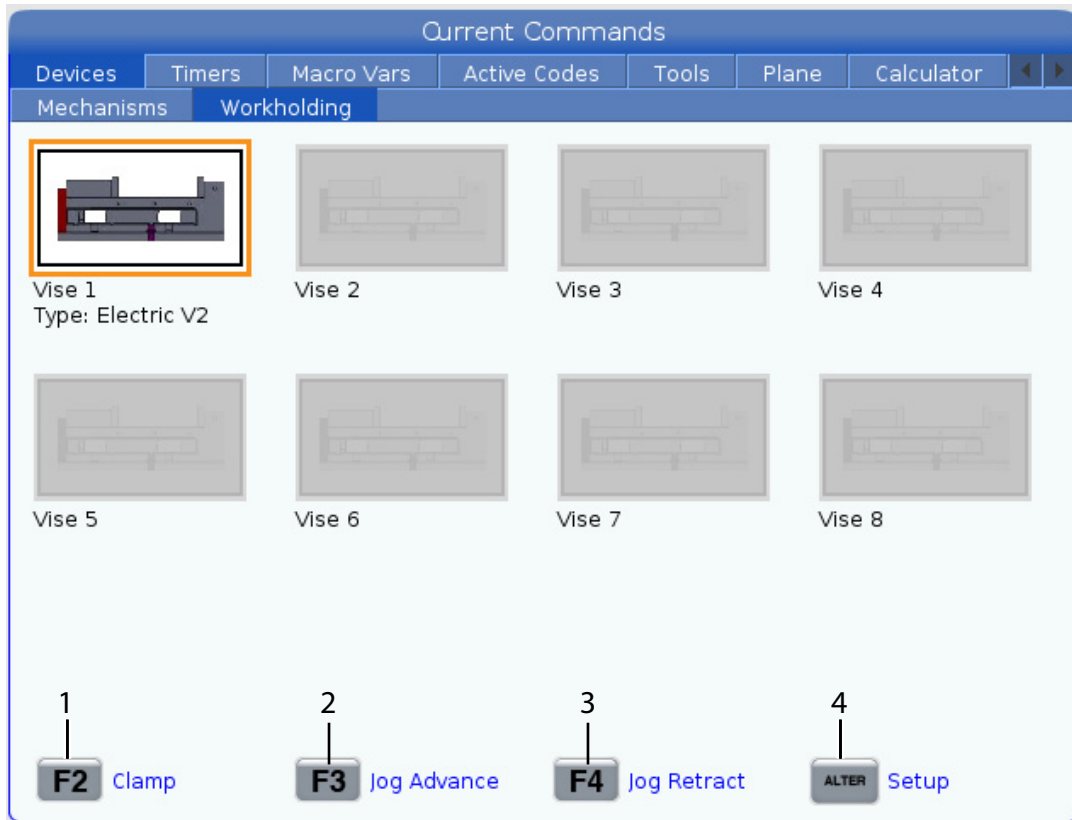 Current Commands
Devices Timers Macro Vars Active Codes Tools Plane Calculator
Mechanisms Workholding
Vise 1 Vise 2 Vise 3 Vise 4
Type: Electric V2
Vise 5 Vise 6 Vise 7 Vise 8
1 2 3 4
F2 Clamp F3 Jog Advance F4 Jog Retract ALTER Setup